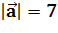 |a⃗| = 7